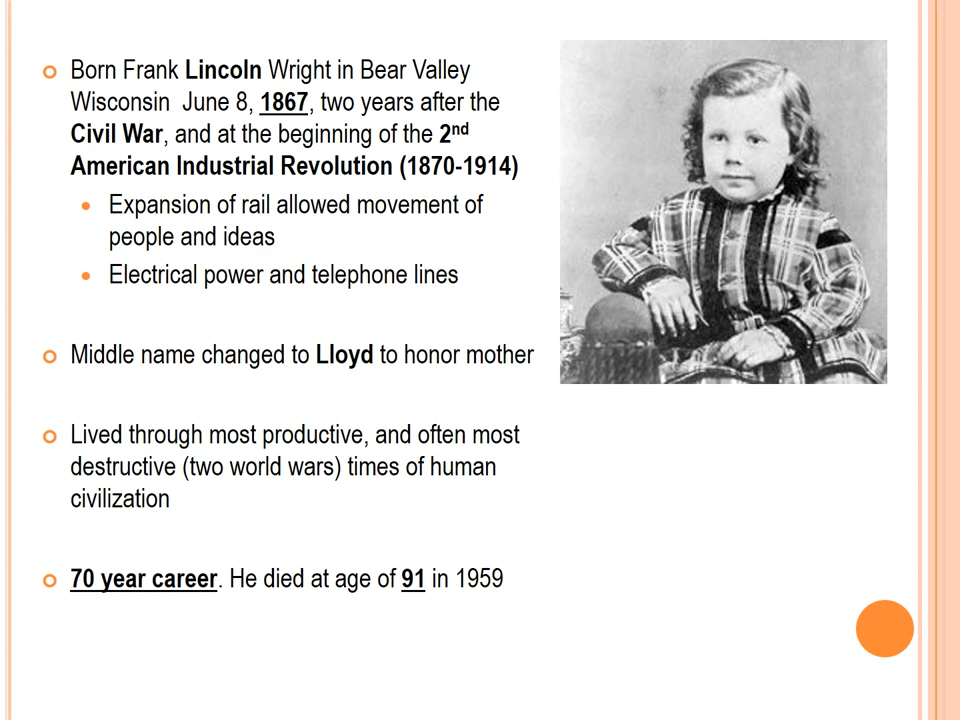 Born Frank Lincoln Wright in Bear Valley
Wisconsin  June 8, 1867, two years after the
Civil War, and at the beginning of the 2nd
American Industrial Revolution (1870-1914)
Expansion of rail allowed movement of
people and ideas
Electrical power and telephone lines
Middle name changed to Lloyd to honor mother
Lived through most productive, and often most
destructive (two world wars) times of human
civilization
70 year career. He died at age of 91 in 1959